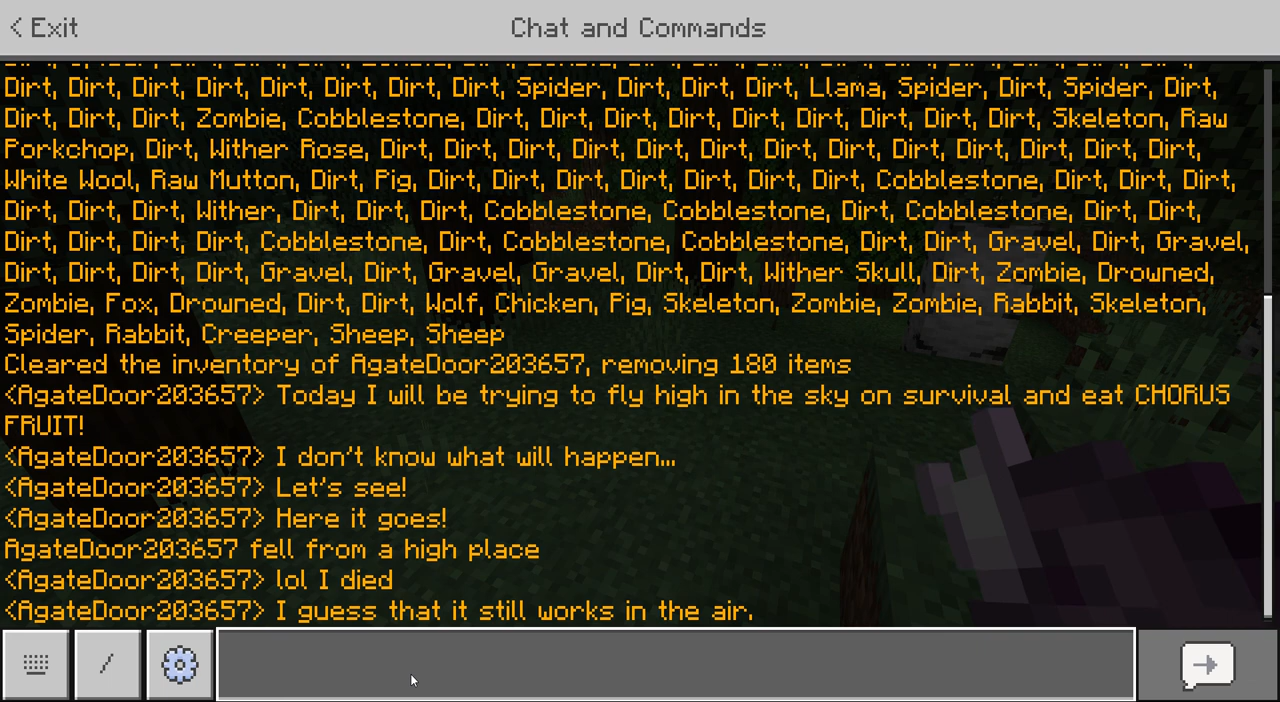 < Exit
Chat and Commands
Dirt, Dirt, Dirt, Dirt, Dirt, Dirt, Dirt, Dirt, Spider, Dirt, Dirt, Dirt, Llama, Spider, Dirt, Spider, Dirt,
Dirt, Dirt, Dirt, Zombie, Cobblestone, Dirt, Dirt, Dirt, Dirt, Dirt, Dirt, Dirt, Dirt, Dirt, Skeleton, Raw
Porkchop, Dirt, Wither Rose, Dirt, Dirt, Dirt, Dirt, Dirt, Dirt, Dirt, Dirt, Dirt, Dirt, Dirt, Dirt, Dirt,
White Wool, Raw Mutton, Dirt, Pig, Dirt, Dirt, Dirt, Dirt, Dirt, Dirt, Dirt, Cobblestone, Dirt, Dirt, Dirt,
Dirt, Dirt, Dirt, Wither, Dirt, Dirt, Dirt, Cobblestone, Cobblestone, Dirt, Cobblestone, Dirt, Dirt,
Dirt, Dirt, Dirt, Dirt, Cobblestone, Dirt, Cobblestone, Cobblestone, Dirt, Dirt, Gravel, Dirt, Gravel,
Dirt, Dirt, Dirt, Dirt, Gravel, Dirt, Gravel, Gravel, Dirt, Dirt, Wither Skull, Dirt, Zombie, Drowned,
Zombie, Fox, Drowned, Dirt, Dirt, Wolf, Chicken, Pig, Skeleton, Zombie, Zombie, Rabbit, Skeleton,
Spider, Rabbit, Creeper, Sheep, Sheep
Cleared the inventory of AgateDoor203657, removing 180 items
<AgateDoor203657> Today I will be trying to fly high in the sky on survival and eat CHORUS
FRUIT!
<AgateDoor203657> I don't know what will happen...
<AgateDoor203657> Let's see!
<AgateDoor203657> Here it goes!
AgateDoor203657 fell from a high place
<AgateDoor203657> lol I died
<AgateDoor203657> I guess that it still works in the air.
/